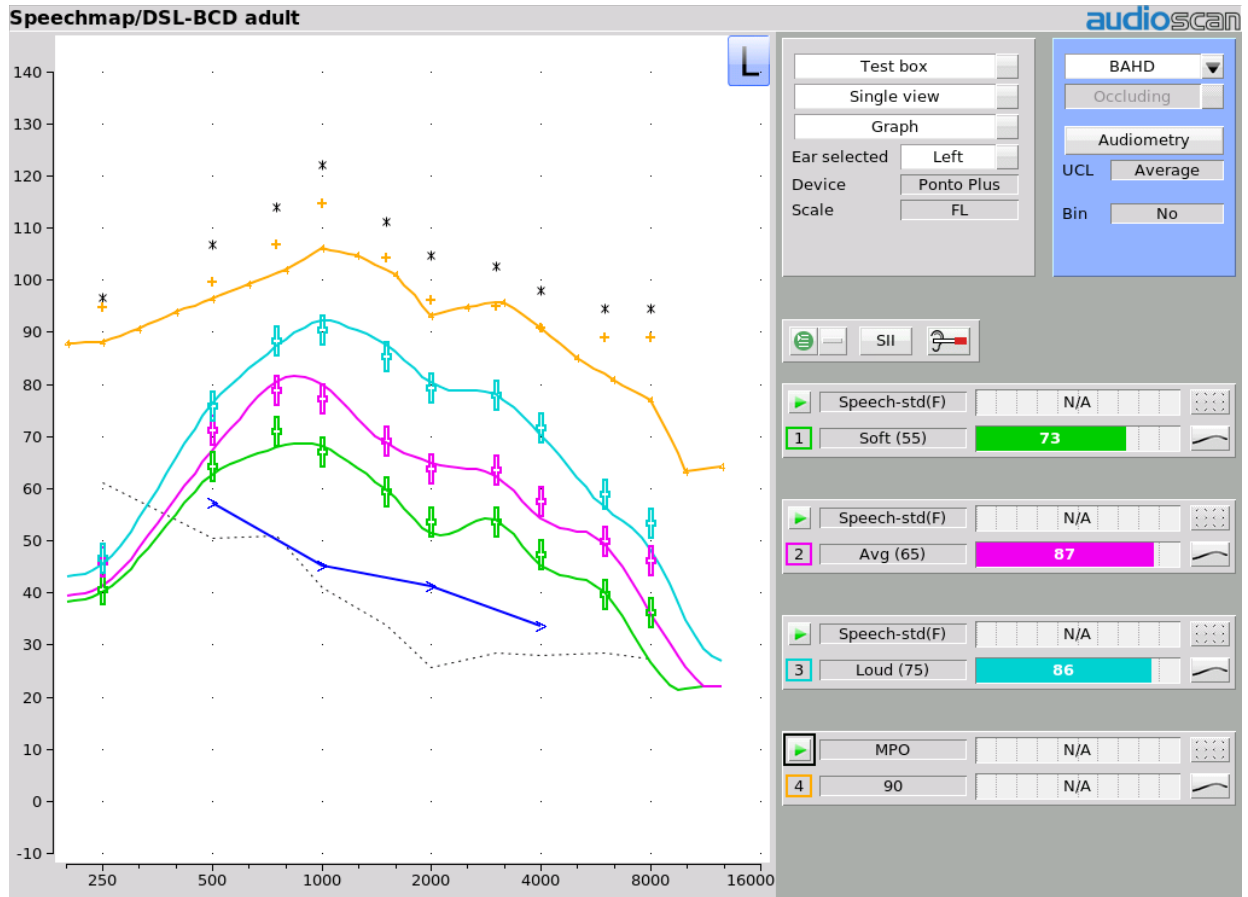 Speechmap/DSL-BCD adult
audioscan
L
140
130
120
110
100
90
80
70
60
50
40
30
20
10
0
-10
250 500 1000 2000 4000 8000 16000
Test box
Single view
Graph
Ear selected Left
Device Ponto Plus
Scale FL
BAHD
Occluding
Audiometry
UCL Average
Bin No
SII
Speech-std(F) N/A
1 Soft (55) 73
Speech-std(F) N/A
2 Avg (65) 87
Speech-std(F) N/A
3 Loud (75) 86
MPO N/A
4 90 N/A